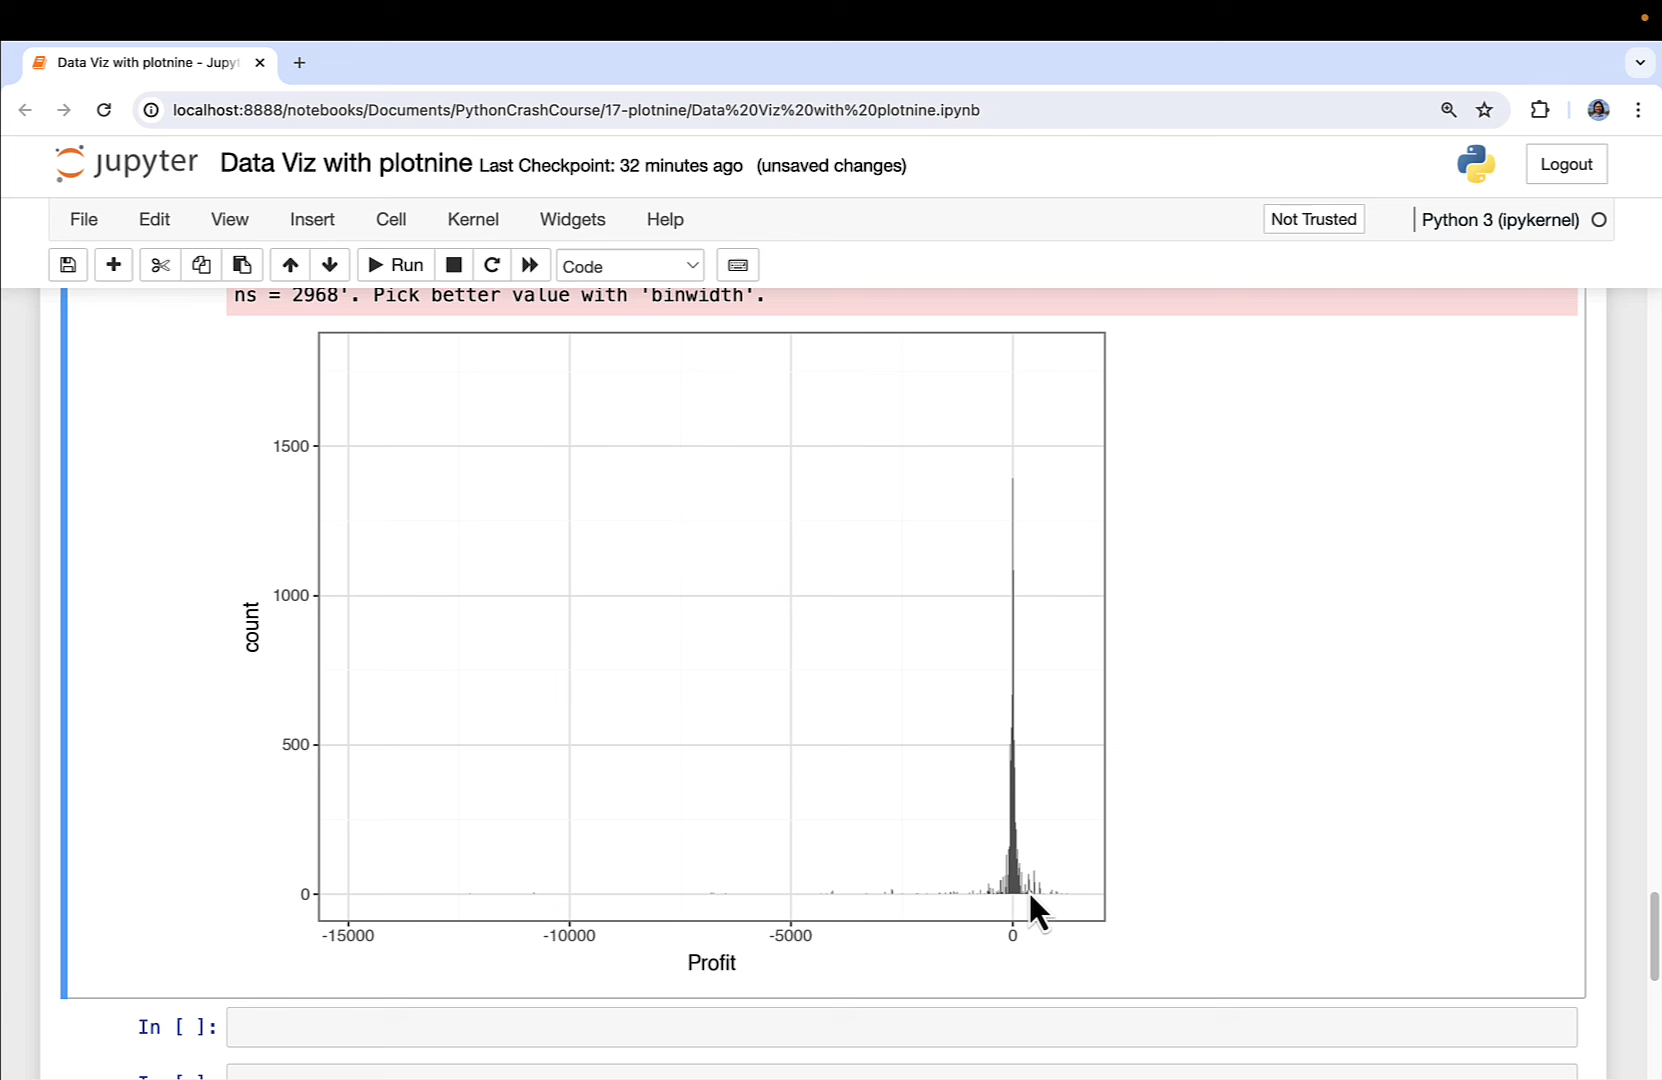 Data Viz with plotnine - Jupyt
localhost:8888/notebooks/Documents/PythonCrashCourse/17-plotnine/Data%20Viz%20with%20plotnine.ipynb
jupyter Data Viz with plotnine Last Checkpoint: 32 minutes ago (unsaved changes) Logout
File Edit View Insert Cell Kernel Widgets Help Not Trusted Python 3 (ipykernel)
Run Code
ns = 2968'. Pick better value with 'binwidth'.
1500
1000
count
500
0
-15000 -10000 -5000 0
Profit
In [ ]: